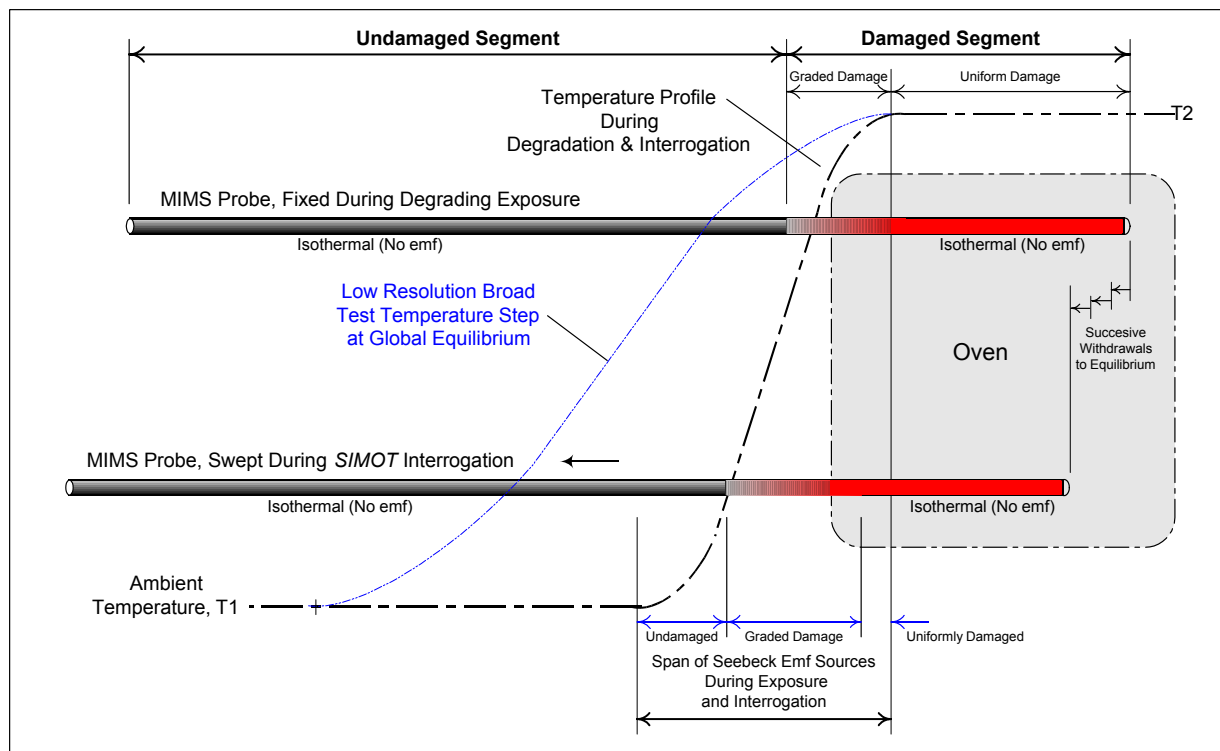 Undamaged Segment
Damaged Segment
Graded Damage
Uniform Damage
Temperature Profile
During
Degradation & Interrogation
T2
MIMS Probe, Fixed During Degrading Exposure
Isothermal (No emf)
Isothermal (No emf)
Low Resolution Broad
Test Temperature Step
at Global Equilibrium
Succesive
Withdrawals
to Equilibrium
Oven
MIMS Probe, Swept During SIMOT Interrogation
Isothermal (No emf)
Isothermal (No emf)
Ambient
Temperature, T1
Undamaged
Graded Damage
Uniformly Damaged
Span of Seebeck Emf Sources
During Exposure
and Interrogation